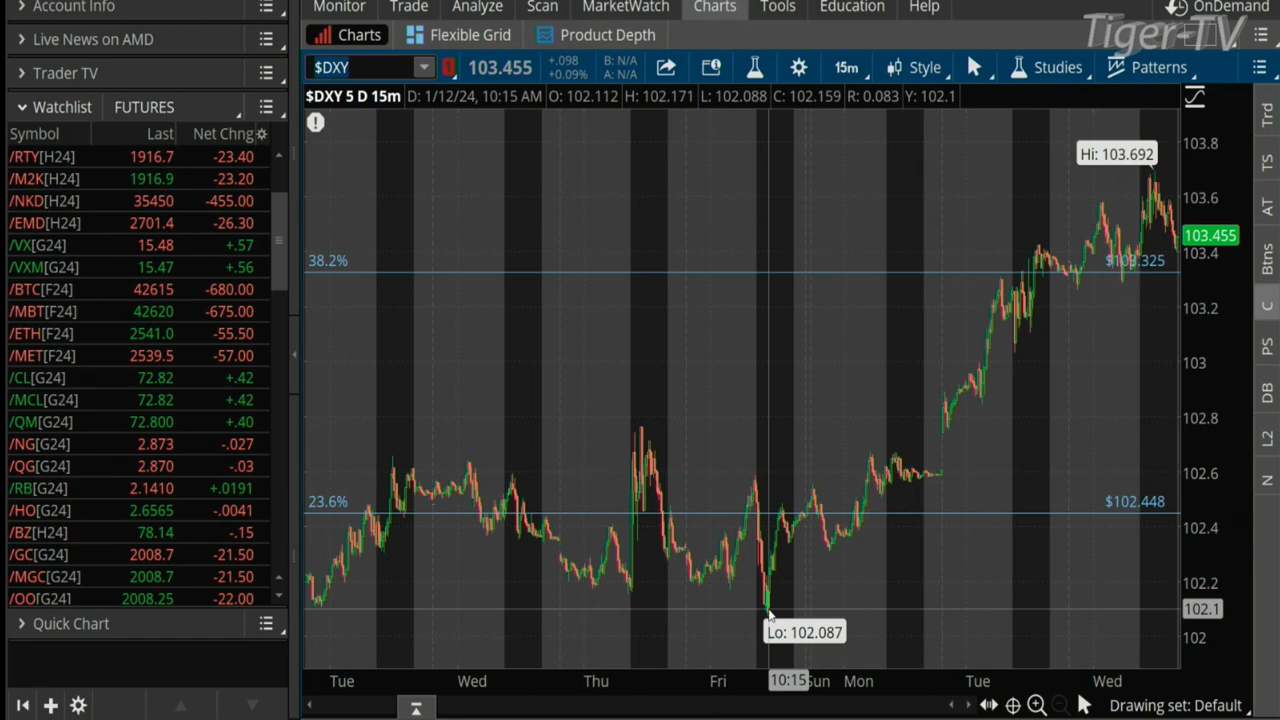 Account Info
Monitor Trade Analyze Scan MarketWatch Charts Tools Education Help OnDemand
Tiger-TV
Live News on AMD
Charts Flexible Grid Product Depth
Trader TV
$DXY 103.455 +.098 +0.09% B: N/A A: N/A 15m Style Studies Patterns
Watchlist FUTURES
$DXY 5 D 15m D: 1/12/24, 10:15 AM O: 102.112 H: 102.171 L: 102.088 C: 102.159 R: 0.083 Y: 102.1
Symbol Last Net Chng
/RTY[H24] 1916.7 -23.40
/M2K[H24] 1916.9 -23.20
/NKD[H24] 35450 -455.00
/EMD[H24] 2701.4 -26.30
/VX[G24] 15.48 +.57
/VXM[G24] 15.47 +.56
/BTC[F24] 42615 -680.00
/MBT[F24] 42620 -675.00
/ETH[F24] 2541.0 -55.50
/MET[F24] 2539.5 -57.00
/CL[G24] 72.82 +.42
/MCL[G24] 72.82 +.42
/QM[G24] 72.800 +.40
/NG[G24] 2.873 -.027
/QG[G24] 2.870 -.03
/RB[G24] 2.1410 +.0191
/HO[G24] 2.6565 -.0041
/BZ[H24] 78.14 -.15
/GC[G24] 2008.7 -21.50
/MGC[G24] 2008.7 -21.50
/QO[G24] 2008.25 -22.00
Quick Chart
Hi: 103.692
38.2% $103.325
23.6% $102.448
Lo: 102.087
103.8
103.6
103.455
103.4
103.2
103
102.8
102.6
102.4
102.2
102.1
102
Tue Wed Thu Fri 10:15 Sun Mon Tue Wed
Drawing set: Default
Trd
TS
AT
Btns
C
PS
DB
L2
N